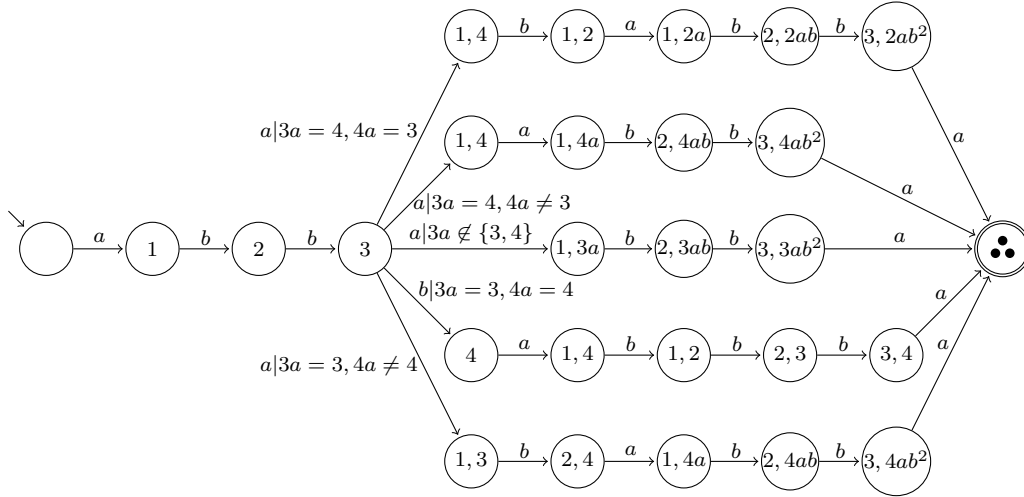 1, 4 b 1, 2 a 1, 2a b 2, 2ab b 3, 2ab²
a|3a = 4, 4a = 3 a
1, 4 a 1, 4a b 2, 4ab b 3, 4ab²
a|3a = 4, 4a ≠ 3 a
a 1 b 2 b 3 a|3a ∉ {3, 4} 1, 3a b 2, 3ab b 3, 3ab² a
b|3a = 3, 4a = 4 a
4 a 1, 4 b 1, 2 b 2, 3 b 3, 4
a|3a = 3, 4a ≠ 4 a
1, 3 b 2, 4 a 1, 4a b 2, 4ab b 3, 4ab²